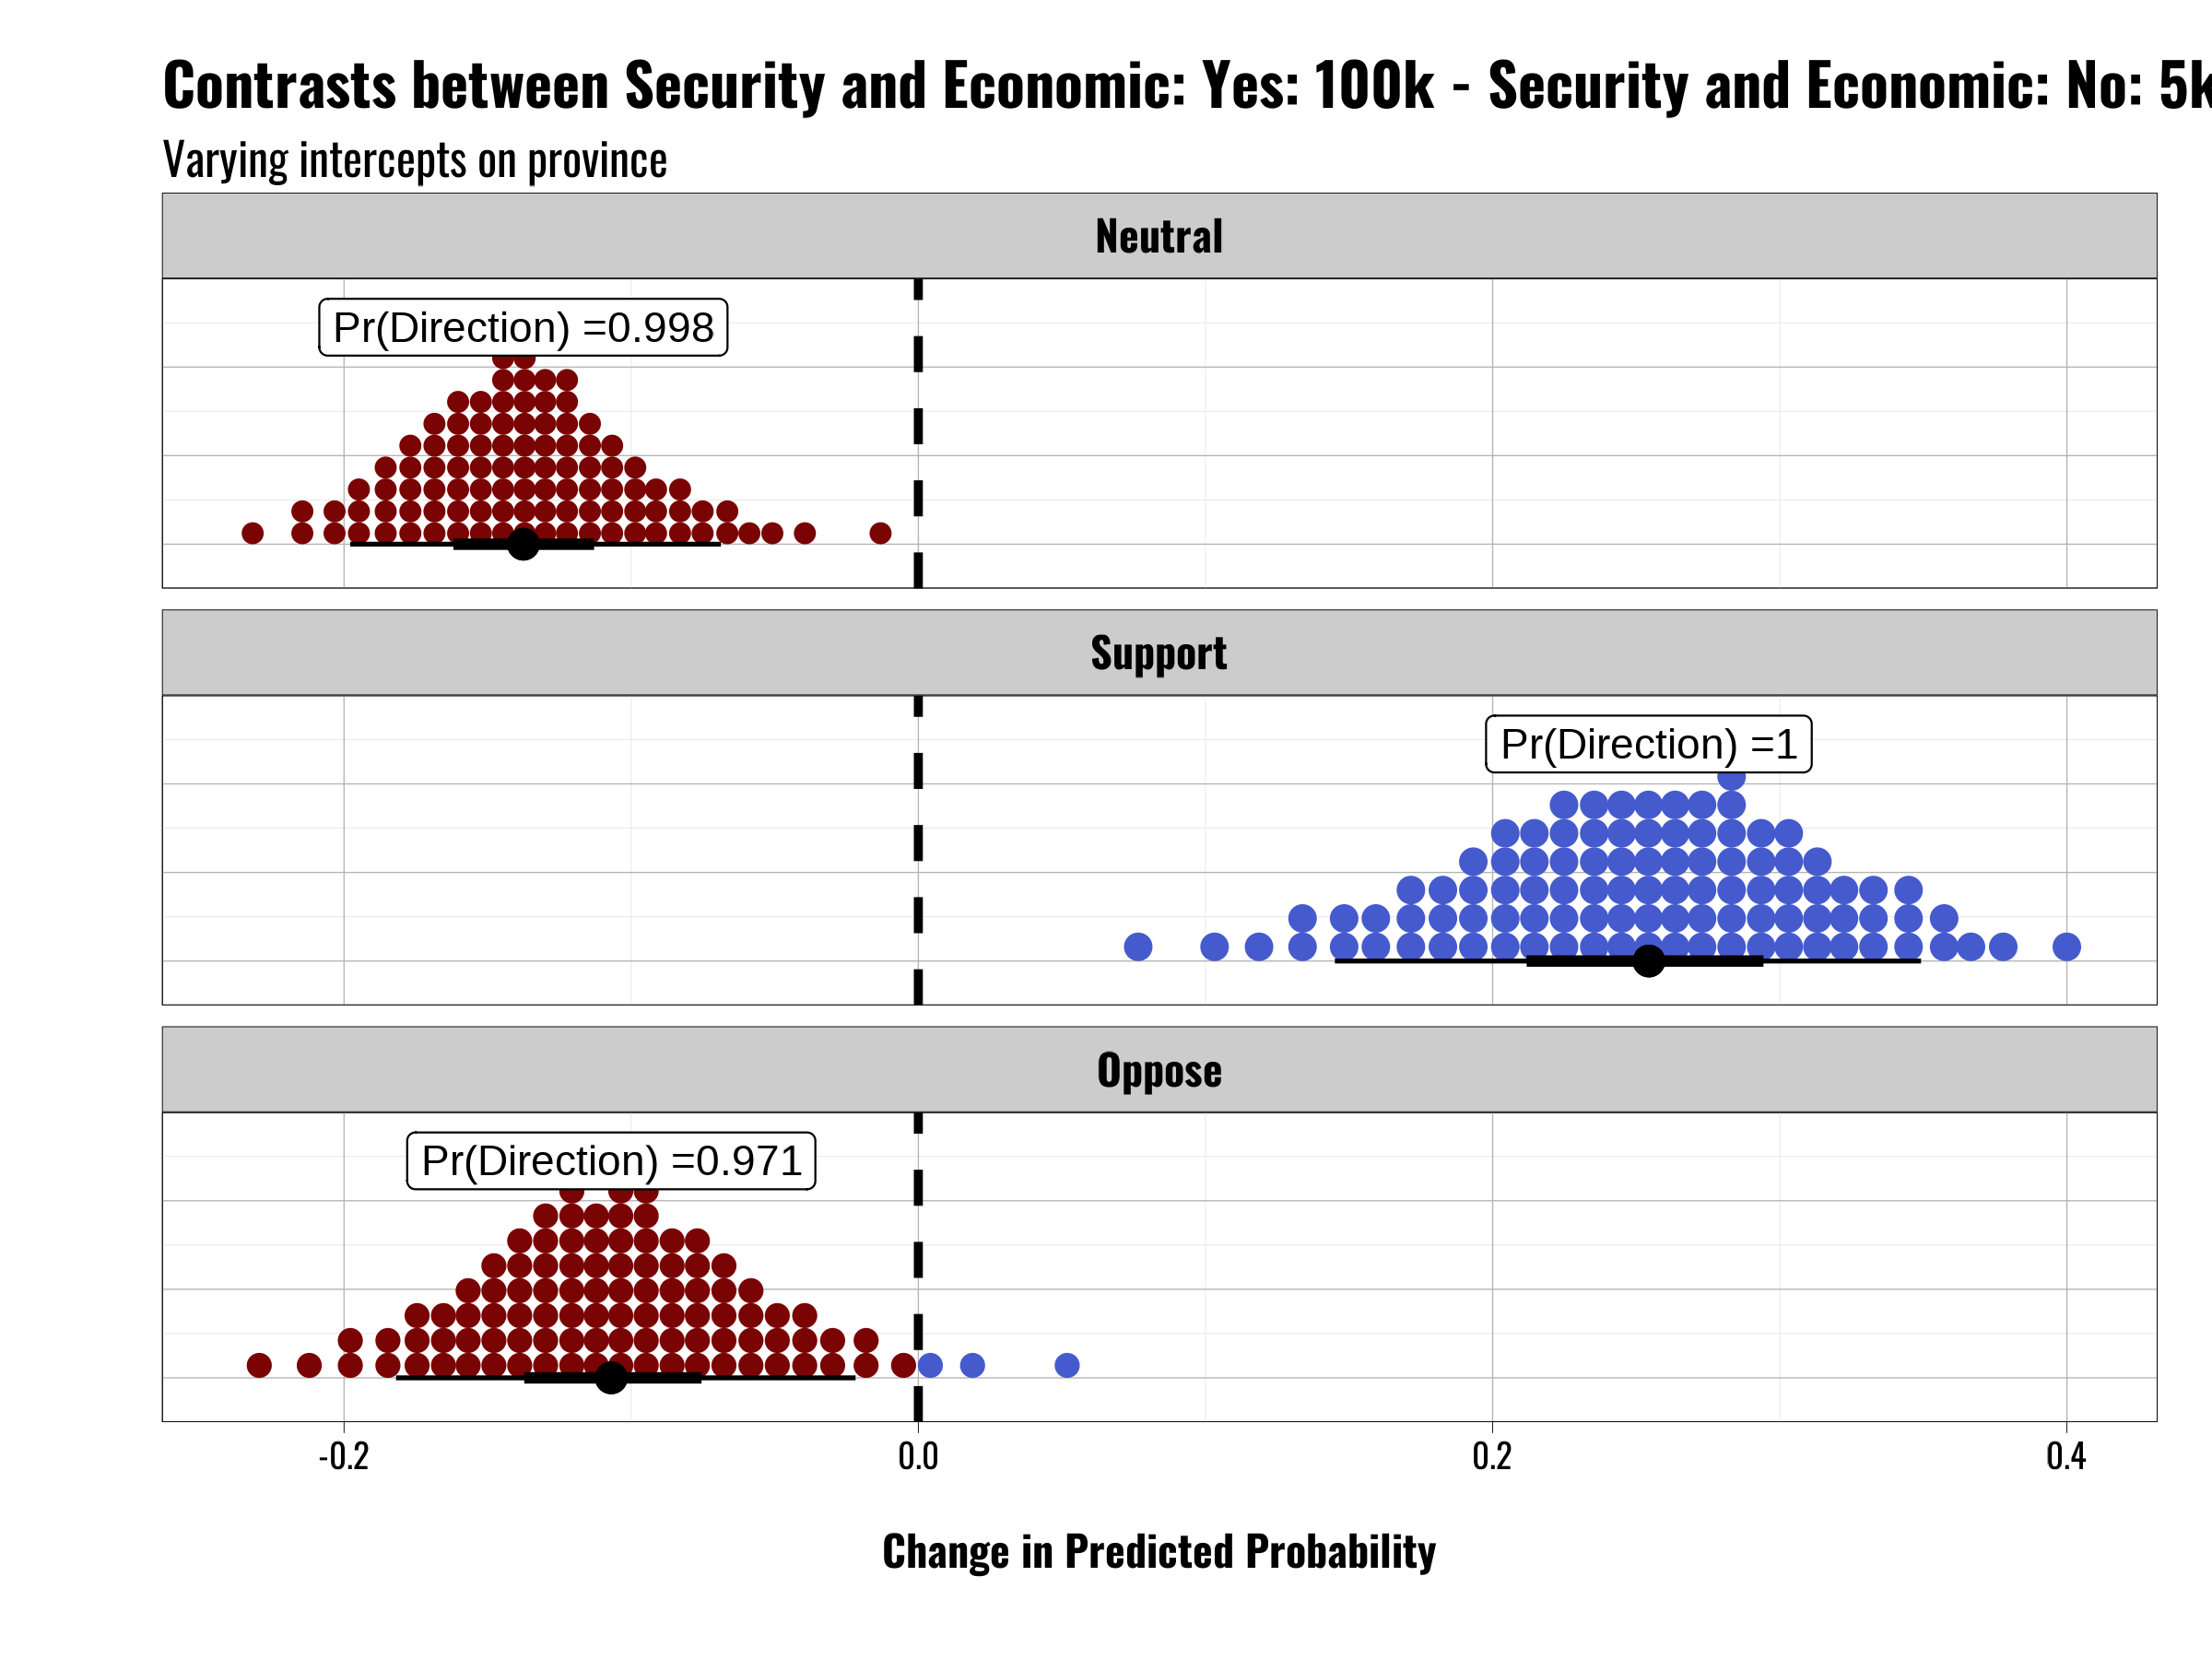 Contrasts between Security and Economic: Yes: 100k - Security and Economic: No: 5k
Varying intercepts on province
Neutral
Pr(Direction) =0.998
Support
Pr(Direction) =1
Oppose
Pr(Direction) =0.971
-0.2 0.0 0.2 0.4
Change in Predicted Probability